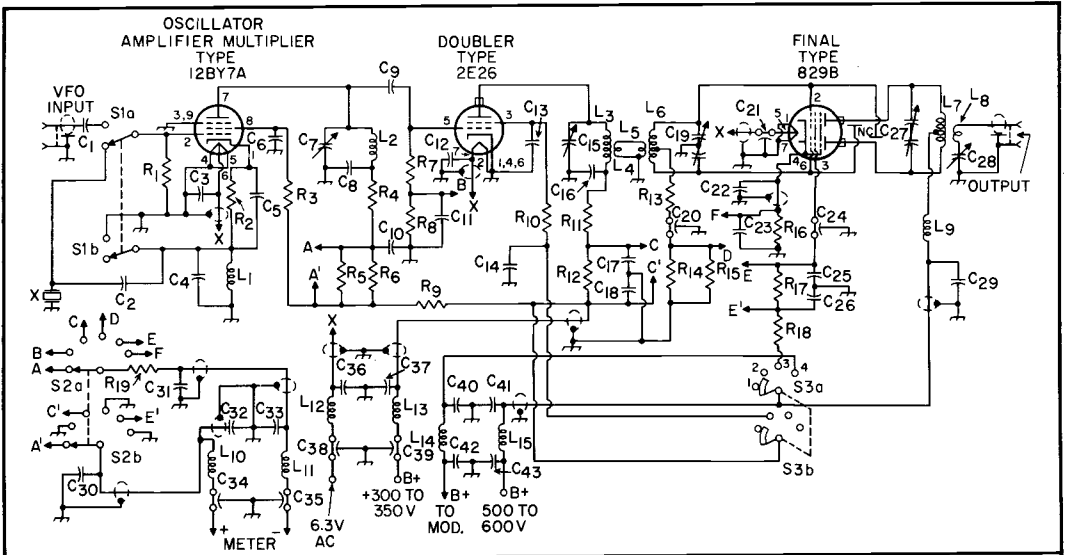 OSCILLATOR
AMPLIFIER MULTIPLIER
TYPE
12BY7A
DOUBLER
TYPE
2E26
FINAL
TYPE
829B
VFO
INPUT
C1
S1a
3,9
2
7
8
4
5
6
1
C6
R1
C3
R2
C5
X
S1b
X
C2
C4
L1
R3
C7
L2
C8
R4
C9
R7
R8
C10
C11
A
A'
R5
R6
R9
5
3
C12
7
2
B
X
1,4,6
C13
R10
C14
C15
L3
L4
L5
L6
C16
R11
R12
C17
C18
C
C'
C19
R13
C20
R14
R15
D
X
C21
5
1
7
2
4
6
3
NC
C22
F
C23
R16
E
E'
R17
R18
C24
C25
C26
C27
L7
L8
C28
OUTPUT
L9
C29
C
D
E
F
B
A
S2a
R19
C31
C'
E'
A'
S2b
C30
C32
C33
L10
L11
C34
C35
+
-
METER
X
C36
C37
L12
L13
C38
C39
6.3V
AC
B+
+300 TO
350 V
C40
C41
L14
L15
C42
C43
B+
TO
MOD.
B+
500 TO
600 V
1
2
3
4
S3a
S3b